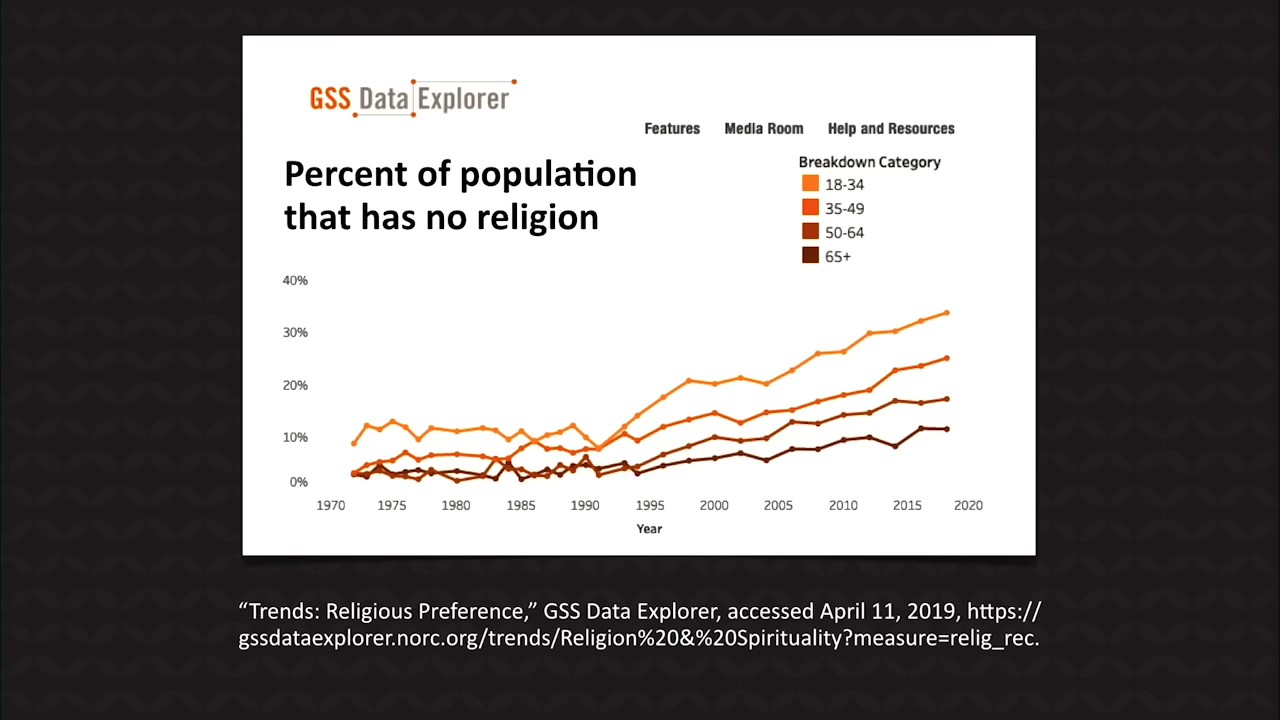 GSS Data Explorer
Features Media Room Help and Resources
Percent of population
that has no religion
Breakdown Category
18-34
35-49
50-64
65+
40%
30%
20%
10%
0%
1970 1975 1980 1985 1990 1995 2000 2005 2010 2015 2020
Year
“Trends: Religious Preference,” GSS Data Explorer, accessed April 11, 2019, https://
gssdataexplorer.norc.org/trends/Religion%20&%20Spirituality?measure=relig_rec.